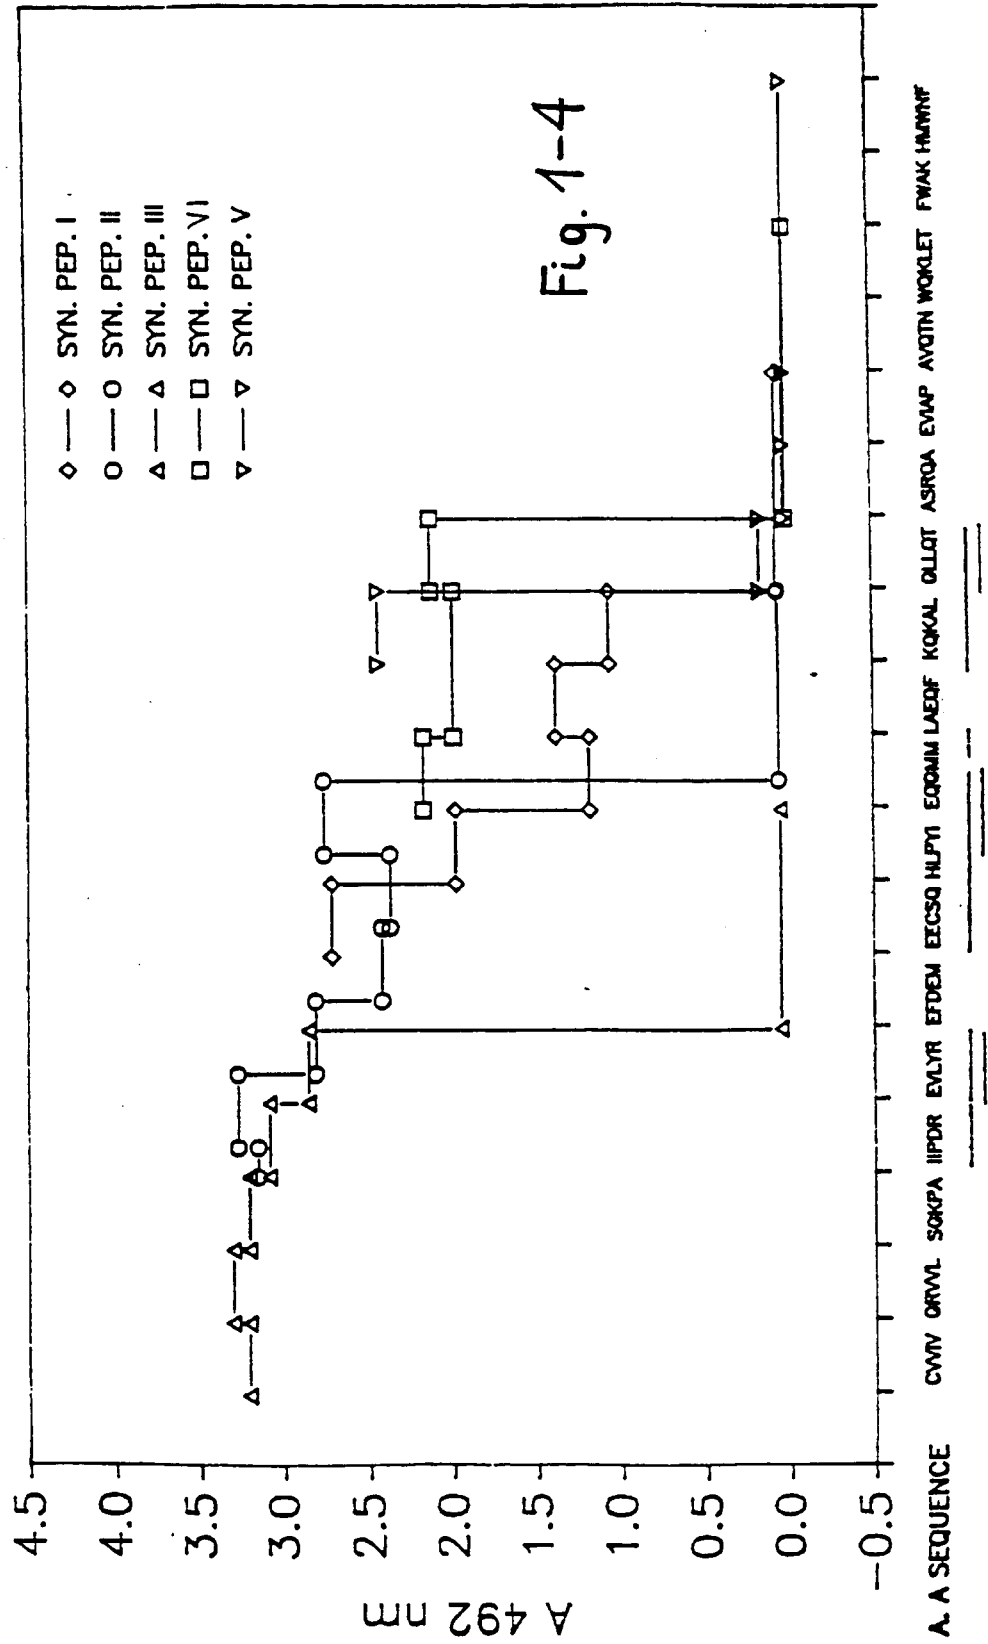 4.5
4.0
3.5
3.0
2.5
2.0
1.5
1.0
0.5
0.0
−0.5
A 492 nm
SYN. PEP. I
SYN. PEP. II
SYN. PEP. III
SYN. PEP. VI
SYN. PEP. V
Fig. 1-4
A. A SEQUENCE CVVIV QRVVL SGKPA IIPDR EVLYR EFDEM EECSQ HLPYI EQQMM LAEQF KQKAL QLLQT ASRQA EVIAP AVQTN WQKLET FWAK HMWNF